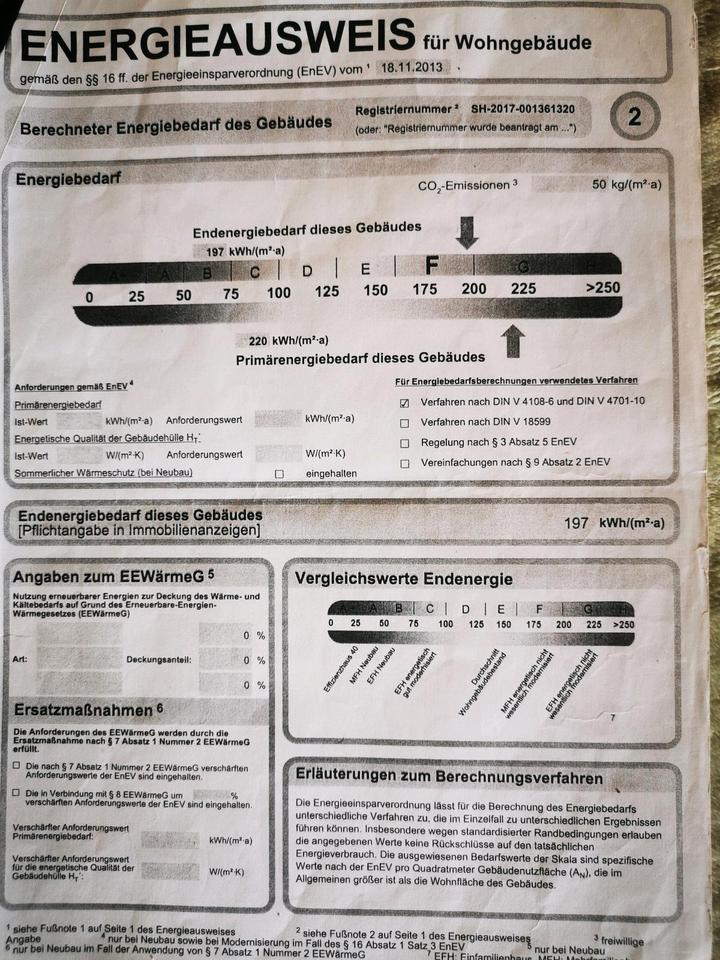 ENERGIEAUSWEIS für Wohngebäude
gemäß den §§ 16 ff. der Energieeinsparverordnung (EnEV) vom ¹ 18.11.2013
Berechneter Energiebedarf des Gebäudes
Registriernummer ² SH-2017-001361320
(oder: "Registriernummer wurde beantragt am ...")
2
Energiebedarf
CO₂-Emissionen ³ 50 kg/(m²·a)
Endenergiebedarf dieses Gebäudes
197 kWh/(m²·a)
A+ A B C D E F G H
0 25 50 75 100 125 150 175 200 225 >250
220 kWh/(m²·a)
Primärenergiebedarf dieses Gebäudes
Anforderungen gemäß EnEV ⁴
Primärenergiebedarf
Ist-Wert kWh/(m²·a) Anforderungswert kWh/(m²·a)
Energetische Qualität der Gebäudehülle H_T'
Ist-Wert W/(m²·K) Anforderungswert W/(m²·K)
Sommerlicher Wärmeschutz (bei Neubau) ☐ eingehalten
Für Energiebedarfsberechnungen verwendetes Verfahren
☑ Verfahren nach DIN V 4108-6 und DIN V 4701-10
☐ Verfahren nach DIN V 18599
☐ Regelung nach § 3 Absatz 5 EnEV
☐ Vereinfachungen nach § 9 Absatz 2 EnEV
Endenergiebedarf dieses Gebäudes
[Pflichtangabe in Immobilienanzeigen]
197 kWh/(m²·a)
Angaben zum EEWärmeG ⁵
Nutzung erneuerbarer Energien zur Deckung des Wärme- und
Kältebedarfs auf Grund des Erneuerbare-Energien-
Wärmegesetzes (EEWärmeG)
0 %
Art: Deckungsanteil: 0 %
0 %
Ersatzmaßnahmen ⁶
Die Anforderungen des EEWärmeG werden durch die
Ersatzmaßnahme nach § 7 Absatz 1 Nummer 2 EEWärmeG
erfüllt.
☐ Die nach § 7 Absatz 1 Nummer 2 EEWärmeG verschärften
Anforderungswerte der EnEV sind eingehalten.
☐ Die in Verbindung mit § 8 EEWärmeG um %
verschärften Anforderungswerte der EnEV sind eingehalten.
Verschärfter Anforderungswert
Primärenergiebedarf: kWh/(m²·a)
Verschärfter Anforderungswert
für die energetische Qualität der
Gebäudehülle H_T': W/(m²·K)
Vergleichswerte Endenergie
A+ A B C D E F G H
0 25 50 75 100 125 150 175 200 225 >250
Effizienzhaus 40
MFH Neubau
EFH Neubau
EFH energetisch
gut modernisiert
Durchschnitt
Wohngebäudebestand
MFH energetisch nicht
wesentlich modernisiert
EFH energetisch nicht
wesentlich modernisiert
7
Erläuterungen zum Berechnungsverfahren
Die Energieeinsparverordnung lässt für die Berechnung des Energiebedarfs
unterschiedliche Verfahren zu, die im Einzelfall zu unterschiedlichen Ergebnissen
führen können. Insbesondere wegen standardisierter Randbedingungen erlauben
die angegebenen Werte keine Rückschlüsse auf den tatsächlichen
Energieverbrauch. Die ausgewiesenen Bedarfswerte der Skala sind spezifische
Werte nach der EnEV pro Quadratmeter Gebäudenutzfläche (A_N), die im
Allgemeinen größer ist als die Wohnfläche des Gebäudes.
¹ siehe Fußnote 1 auf Seite 1 des Energieausweises ² siehe Fußnote 2 auf Seite 1 des Energieausweises ³ freiwillige
Angabe ⁴ nur bei Neubau sowie bei Modernisierung im Fall des § 16 Absatz 1 Satz 3 EnEV ⁵ nur bei Neubau
⁶ nur bei Neubau im Fall der Anwendung von § 7 Absatz 1 Nummer 2 EEWärmeG ⁷ EFH: Einfamilienhaus, MFH: